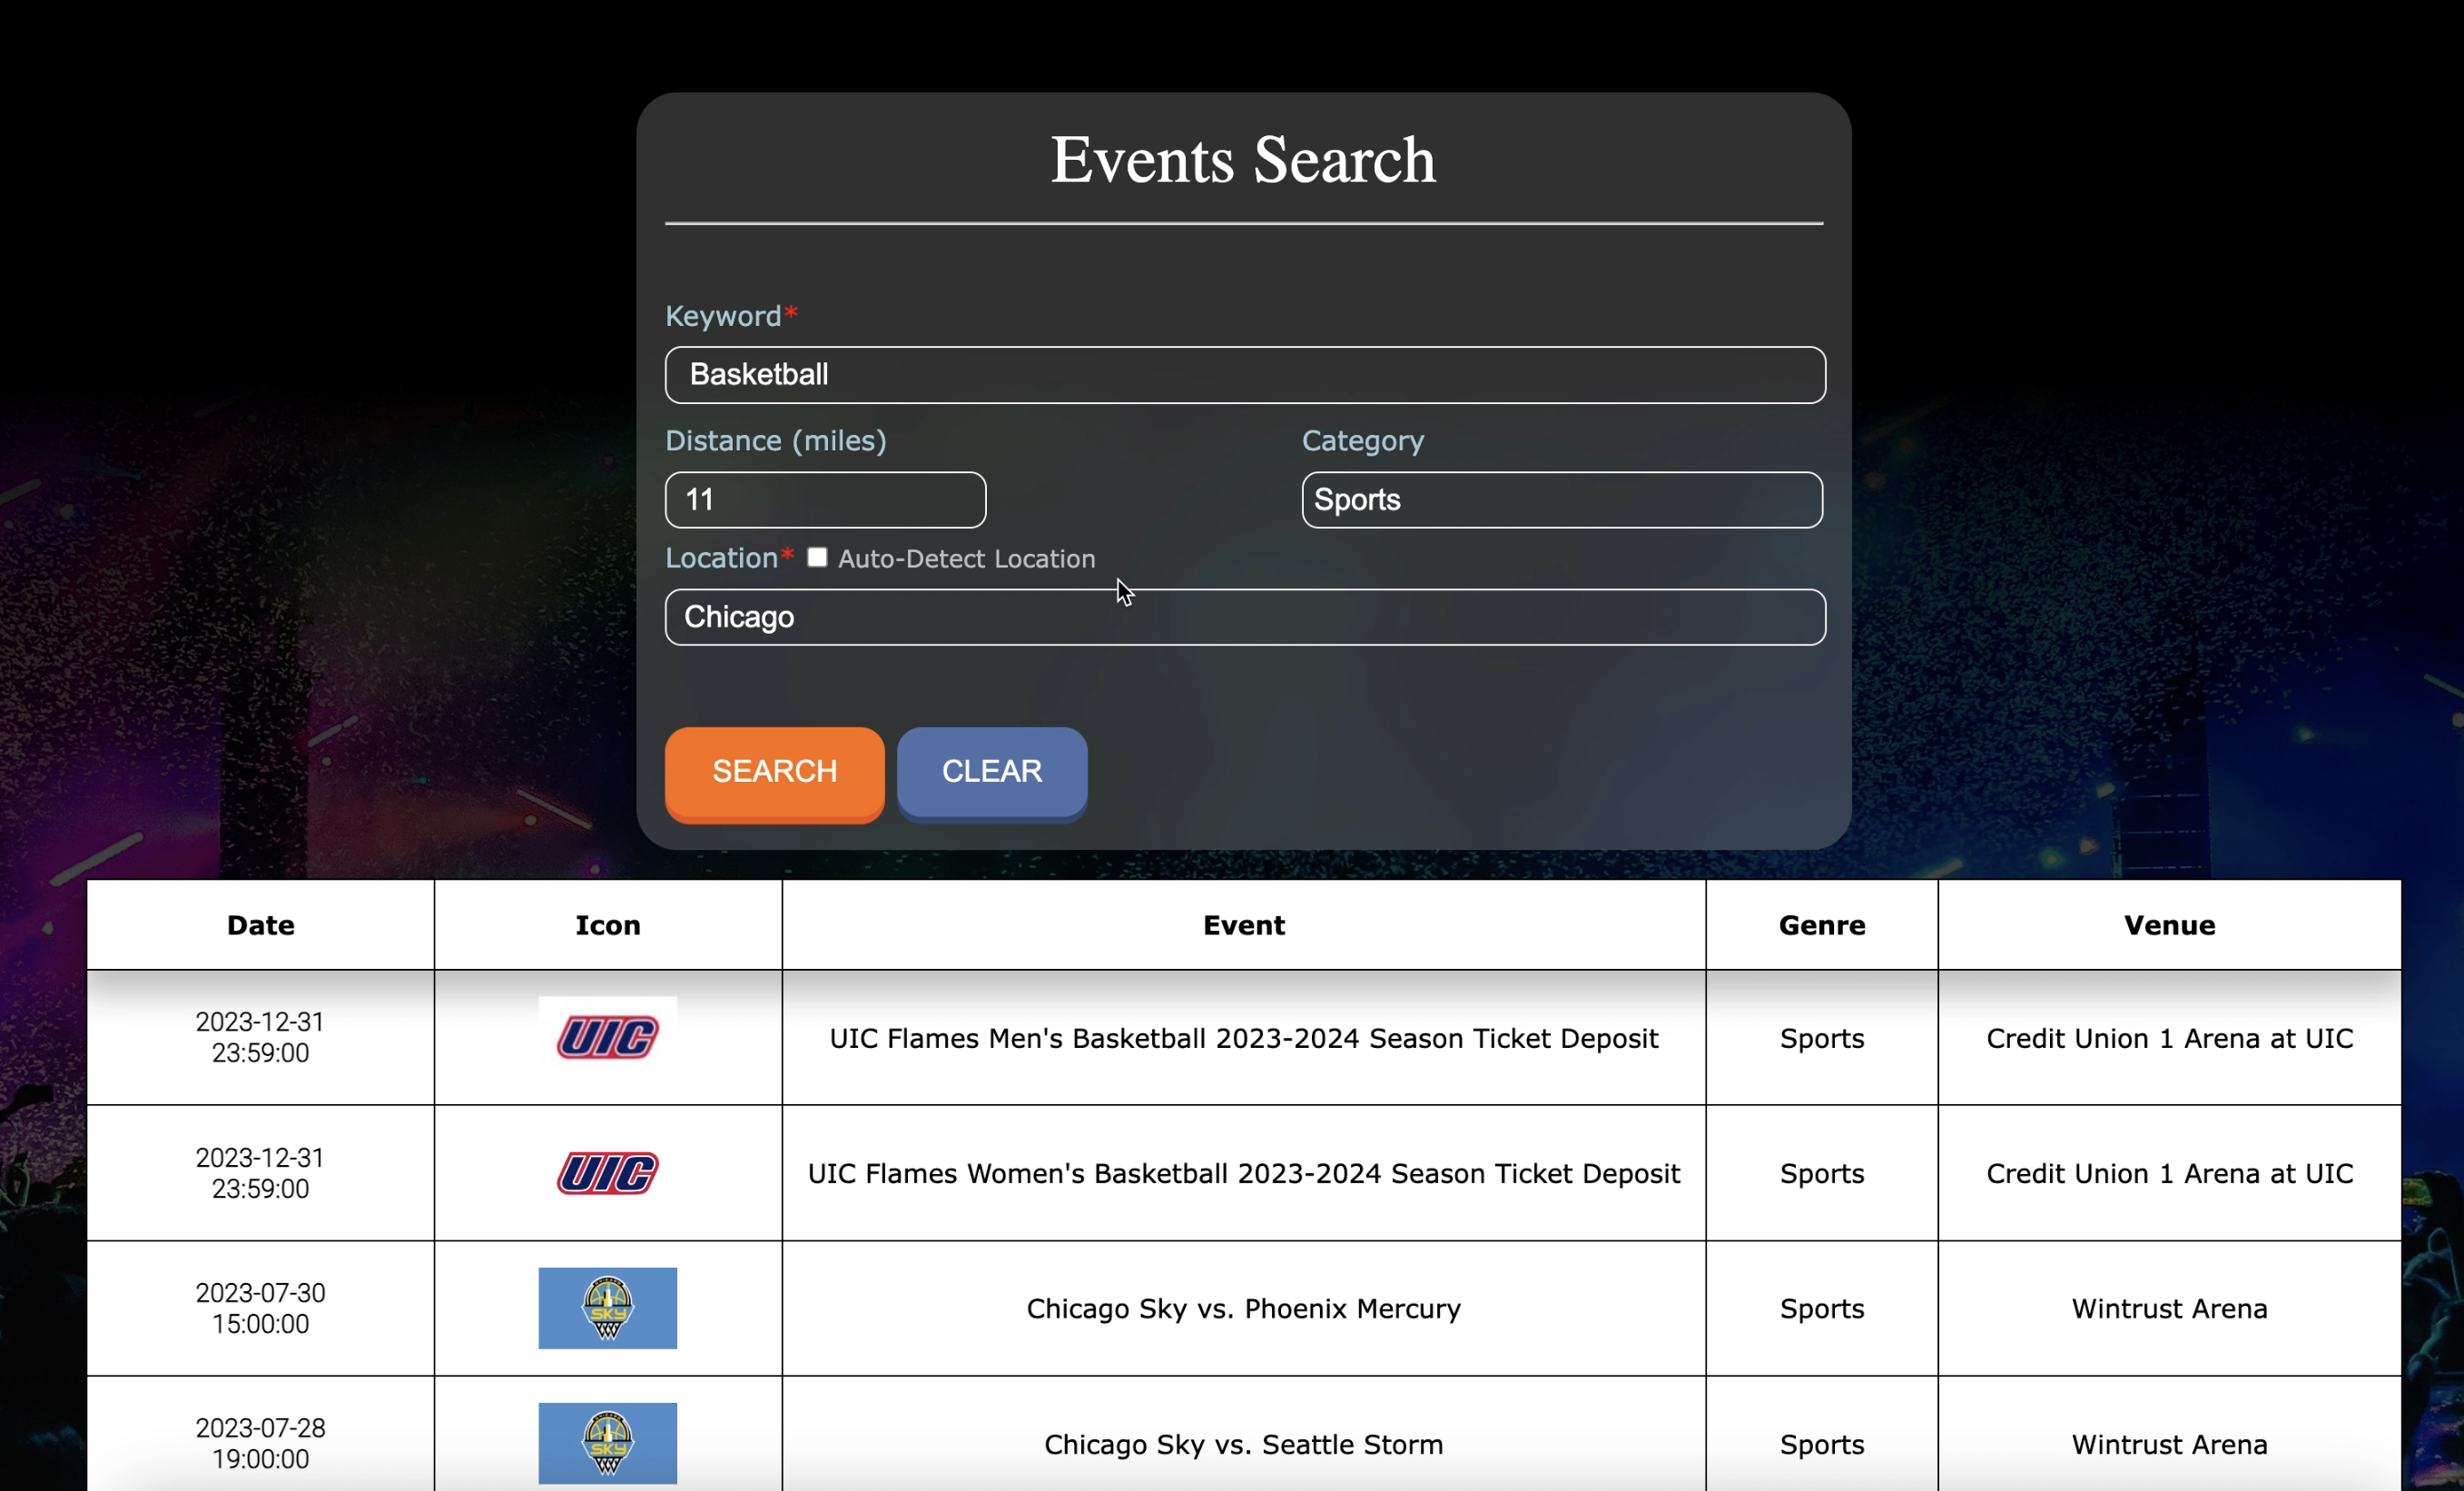 Events Search
Keyword*
Basketball
Distance (miles)
Category
11
Sports
Location* Auto-Detect Location
Chicago
SEARCH
CLEAR
Date
Icon
Event
Genre
Venue
2023-12-31
23:59:00
UIC
UIC Flames Men's Basketball 2023-2024 Season Ticket Deposit
Sports
Credit Union 1 Arena at UIC
2023-12-31
23:59:00
UIC
UIC Flames Women's Basketball 2023-2024 Season Ticket Deposit
Sports
Credit Union 1 Arena at UIC
2023-07-30
15:00:00
SKY
Chicago Sky vs. Phoenix Mercury
Sports
Wintrust Arena
2023-07-28
19:00:00
SKY
Chicago Sky vs. Seattle Storm
Sports
Wintrust Arena